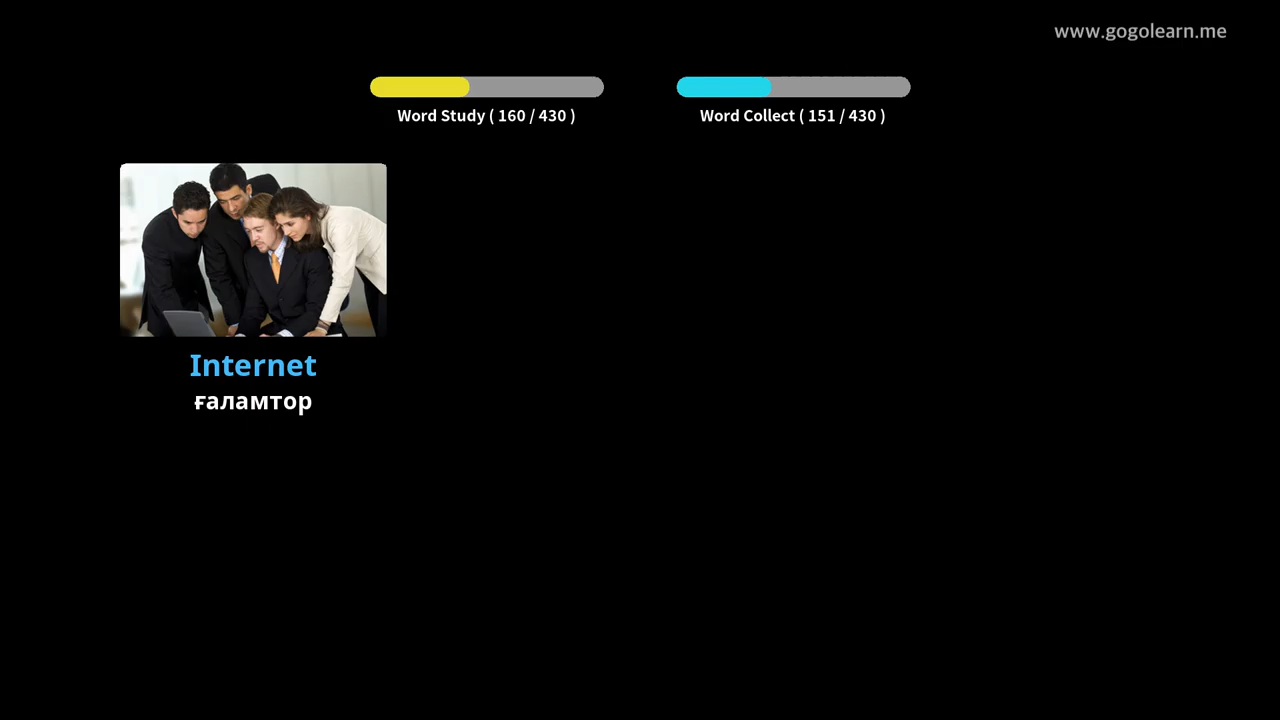 www.gogolearn.me
Word Study ( 160 / 430 )
Word Collect ( 151 / 430 )
Internet
ғаламтор